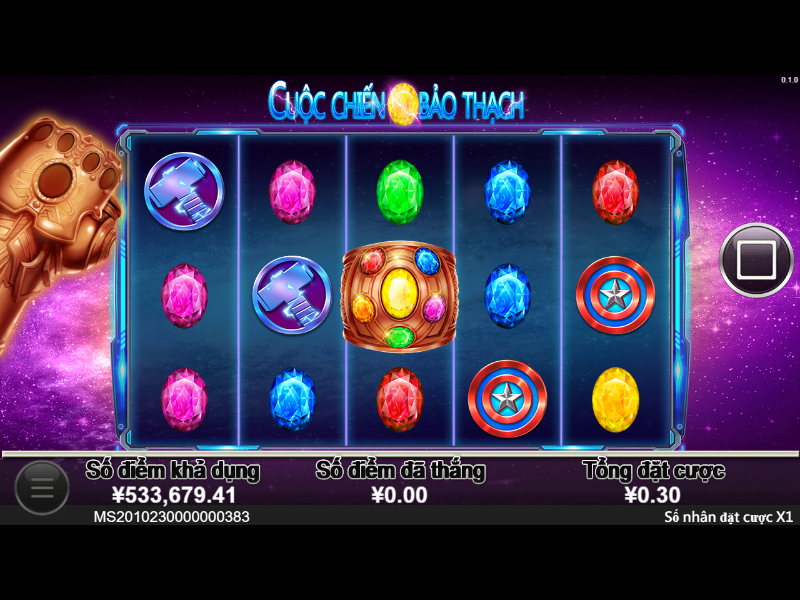 0.1.0
CUỘC CHIẾN BẢO THẠCH
Số điểm khả dụng
¥533,679.41
Số điểm đã thắng
¥0.00
Tổng đặt cược
¥0.30
MS2010230000000383
Số nhân đặt cược X1